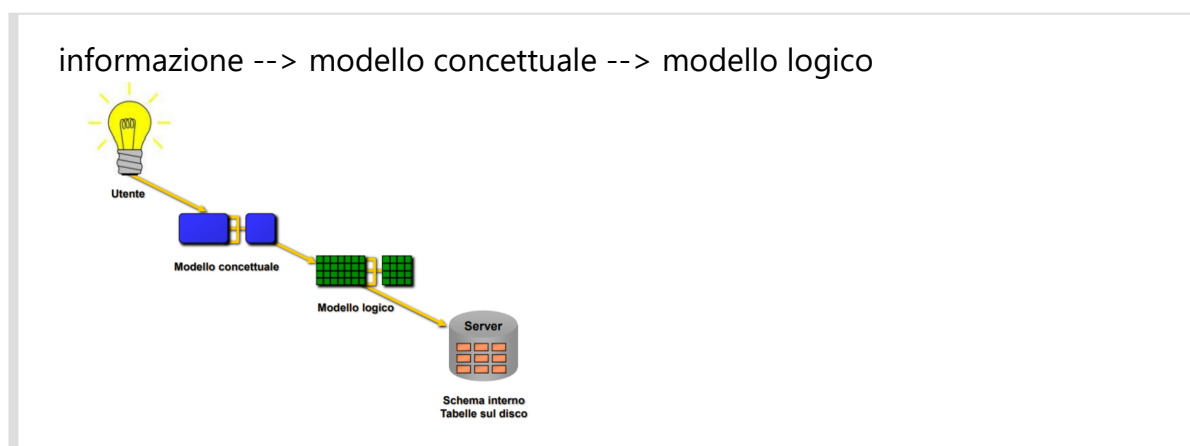 informazione --> modello concettuale --> modello logico
Utente
Modello concettuale
Modello logico
Server
Schema interno
Tabelle sul disco